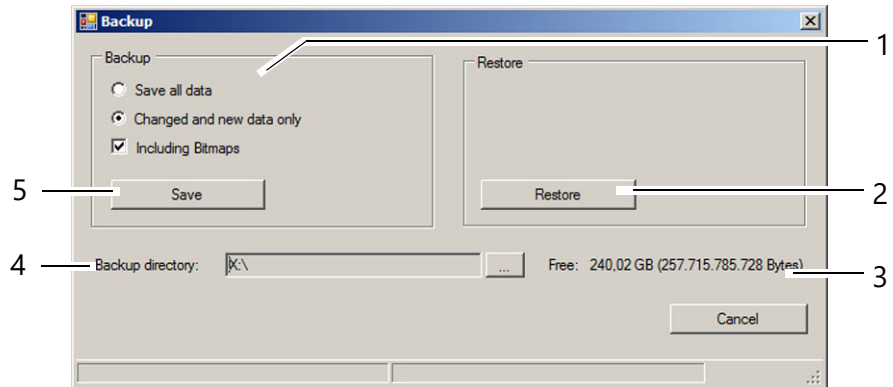 Backup
1
Backup
Restore
Save all data
Changed and new data only
Including Bitmaps
5
Save
Restore
2
4
Backup directory:
X:\
...
Free: 240,02 GB (257.715.785.728 Bytes)
3
Cancel